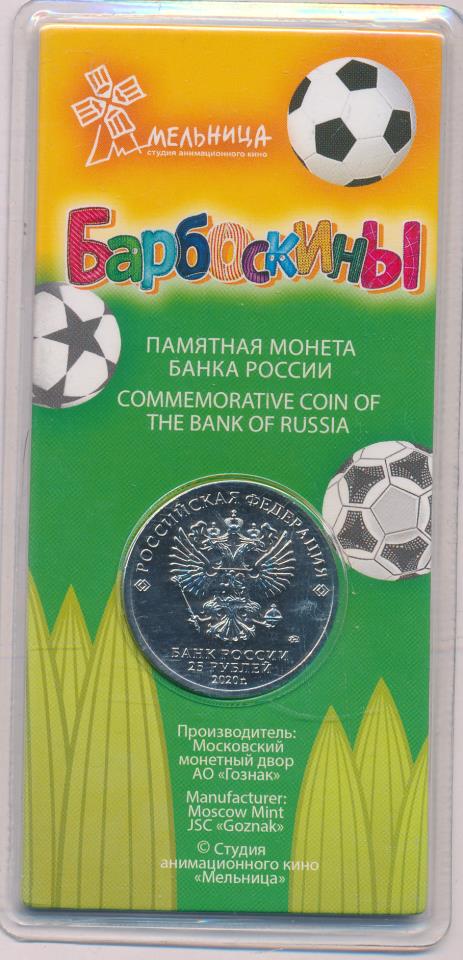 МЕЛЬНИЦА
студия анимационного кино
Барбоскины
ПАМЯТНАЯ МОНЕТА
БАНКА РОССИИ
COMMEMORATIVE COIN OF
THE BANK OF RUSSIA
РОССИЙСКАЯ ФЕДЕРАЦИЯ
БАНК РОССИИ
25 РУБЛЕЙ
2020 г.
Производитель:
Московский
монетный двор
АО «Гознак»
Manufacturer:
Moscow Mint
JSC «Goznak»
© Студия
анимационного кино
«Мельница»